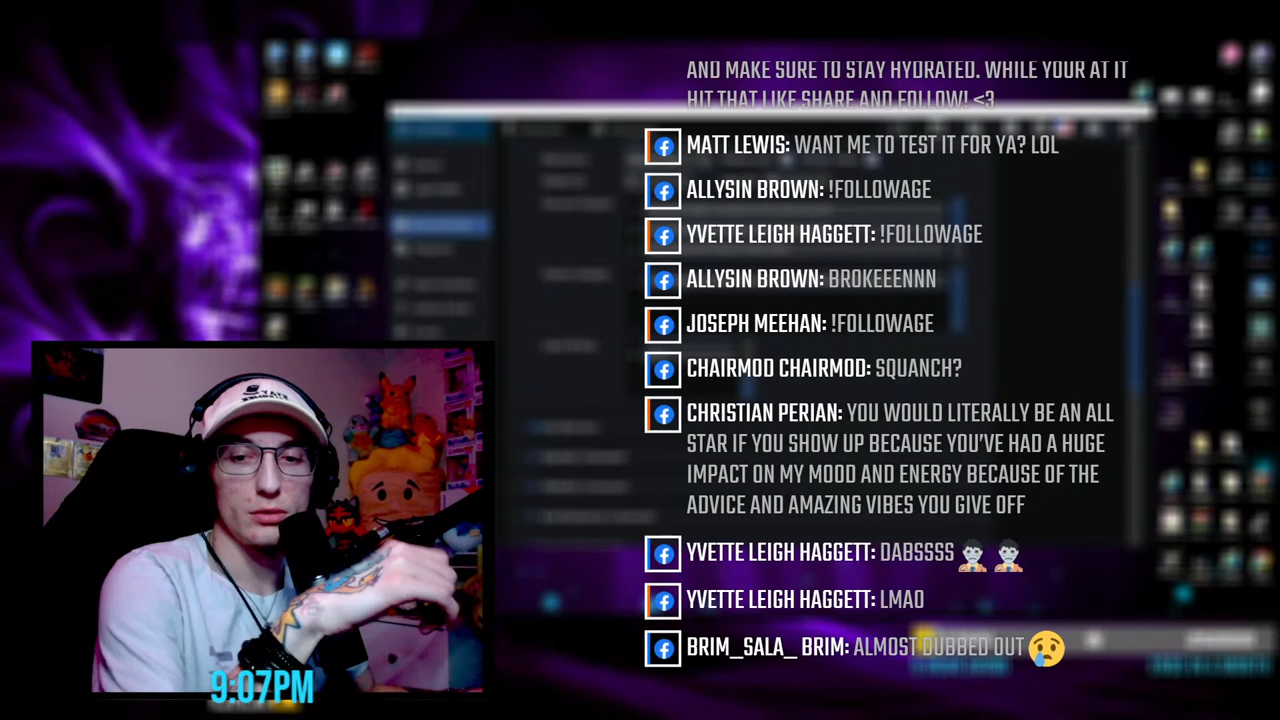 AND MAKE SURE TO STAY HYDRATED. WHILE YOUR AT IT
HIT THAT LIKE SHARE AND FOLLOW! <3
MATT LEWIS: WANT ME TO TEST IT FOR YA? LOL
ALLYSIN BROWN: !FOLLOWAGE
YVETTE LEIGH HAGGETT: !FOLLOWAGE
ALLYSIN BROWN: BROKEEENNN
JOSEPH MEEHAN: !FOLLOWAGE
CHAIRMOD CHAIRMOD: SQUANCH?
CHRISTIAN PERIAN: YOU WOULD LITERALLY BE AN ALL
STAR IF YOU SHOW UP BECAUSE YOU'VE HAD A HUGE
IMPACT ON MY MOOD AND ENERGY BECAUSE OF THE
ADVICE AND AMAZING VIBES YOU GIVE OFF
YVETTE LEIGH HAGGETT: DABSSSS 🧟‍♂️ 🧟‍♂️
YVETTE LEIGH HAGGETT: LMAO
BRIM_SALA_ BRIM: ALMOST DUBBED OUT 😢
9:07PM